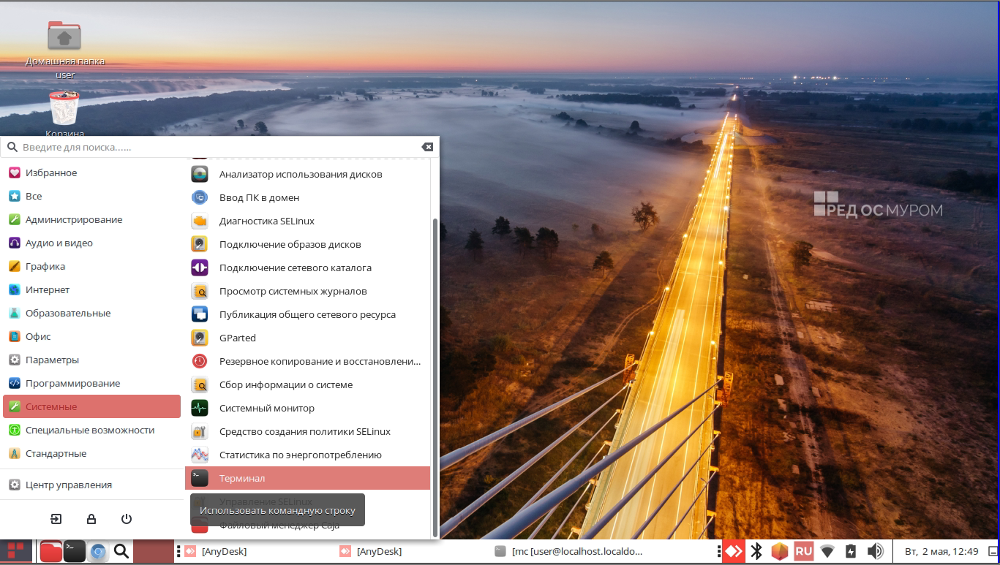 Домашняя папка
user
Корзина
РЕД ОС МУРОМ
Введите для поиска......
Избранное
Все
Администрирование
Аудио и видео
Графика
Интернет
Образовательные
Офис
Параметры
Программирование
Системные
Специальные возможности
Стандартные
Центр управления
Анализатор использования дисков
Ввод ПК в домен
Диагностика SELinux
Подключение образов дисков
Подключение сетевого каталога
Просмотр системных журналов
Публикация общего сетевого ресурса
GParted
Резервное копирование и восстановлени...
Сбор информации о системе
Системный монитор
Средство создания политики SELinux
Статистика по энергопотреблению
Терминал
Управление SELinux
Использовать командную строку
Файловый менеджер Caja
[AnyDesk]
[AnyDesk]
[mc [user@localhost.localdo...
RU
Вт, 2 мая, 12:49